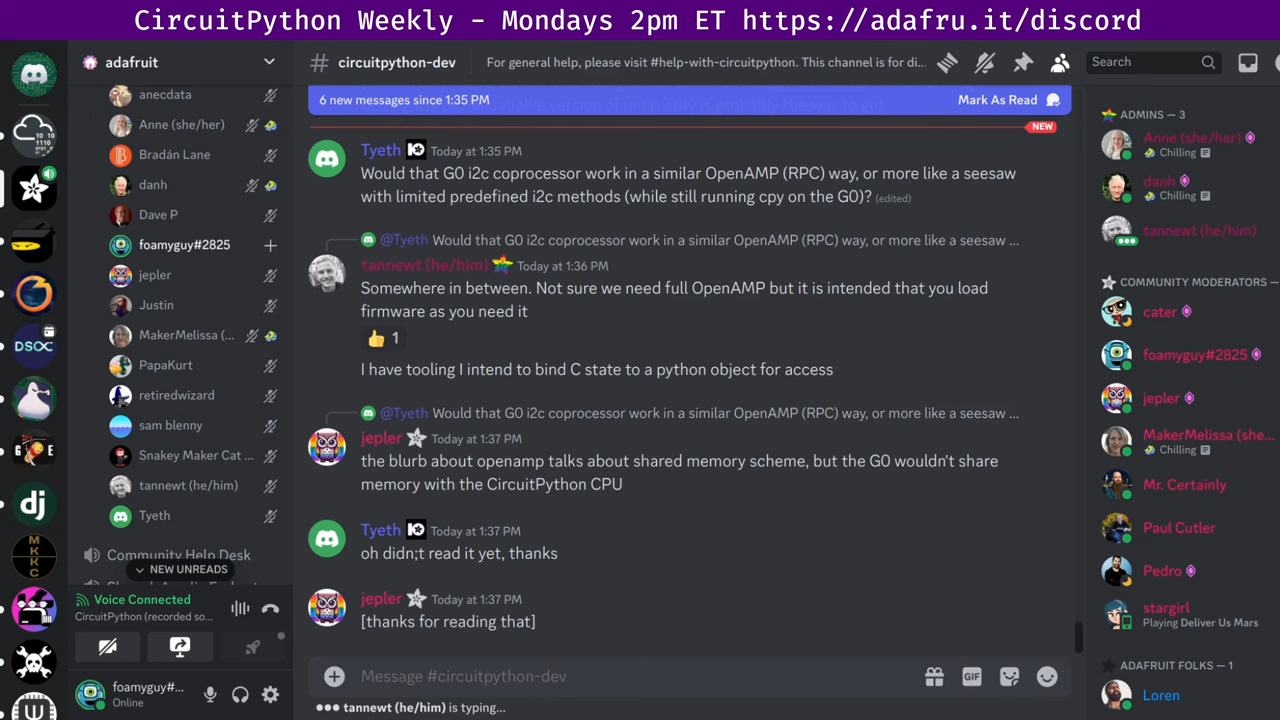 CircuitPython Weekly - Mondays 2pm ET https://adafru.it/discord
adafruit
anecdata
Anne (she/her)
Bradán Lane
danh
Dave P
foamyguy#2825
jepler
Justin
MakerMelissa (...
PapaKurt
retiredwizard
sam blenny
Snakey Maker Cat ...
tannewt (he/him)
Tyeth
Community Help Desk
NEW UNREADS
Voice Connected
CircuitPython (recorded so...
foamyguy#...
Online
DSOC
dj
MK
KC
# circuitpython-dev
For general help, please visit #help-with-circuitpython. This channel is for di...
6 new messages since 1:35 PM
Mark As Read
NEW
Tyeth Today at 1:35 PM
Would that G0 i2c coprocessor work in a similar OpenAMP (RPC) way, or more like a seesaw
with limited predefined i2c methods (while still running cpy on the G0)? (edited)
@Tyeth Would that G0 i2c coprocessor work in a similar OpenAMP (RPC) way, or more like a seesaw ...
tannewt (he/him) Today at 1:36 PM
Somewhere in between. Not sure we need full OpenAMP but it is intended that you load
firmware as you need it
👍 1
I have tooling I intend to bind C state to a python object for access
@Tyeth Would that G0 i2c coprocessor work in a similar OpenAMP (RPC) way, or more like a seesaw ...
jepler Today at 1:37 PM
the blurb about openamp talks about shared memory scheme, but the G0 wouldn't share
memory with the CircuitPython CPU
Tyeth Today at 1:37 PM
oh didn;t read it yet, thanks
jepler Today at 1:37 PM
[thanks for reading that]
Message #circuitpython-dev
GIF
tannewt (he/him) is typing...
Search
ADMINS — 3
Anne (she/her)
Chilling
danh
Chilling
tannewt (he/him)
COMMUNITY MODERATORS
cater
foamyguy#2825
jepler
MakerMelissa (she...
Chilling
Mr. Certainly
Paul Cutler
Pedro
stargirl
Playing Deliver Us Mars
ADAFRUIT FOLKS — 1
Loren